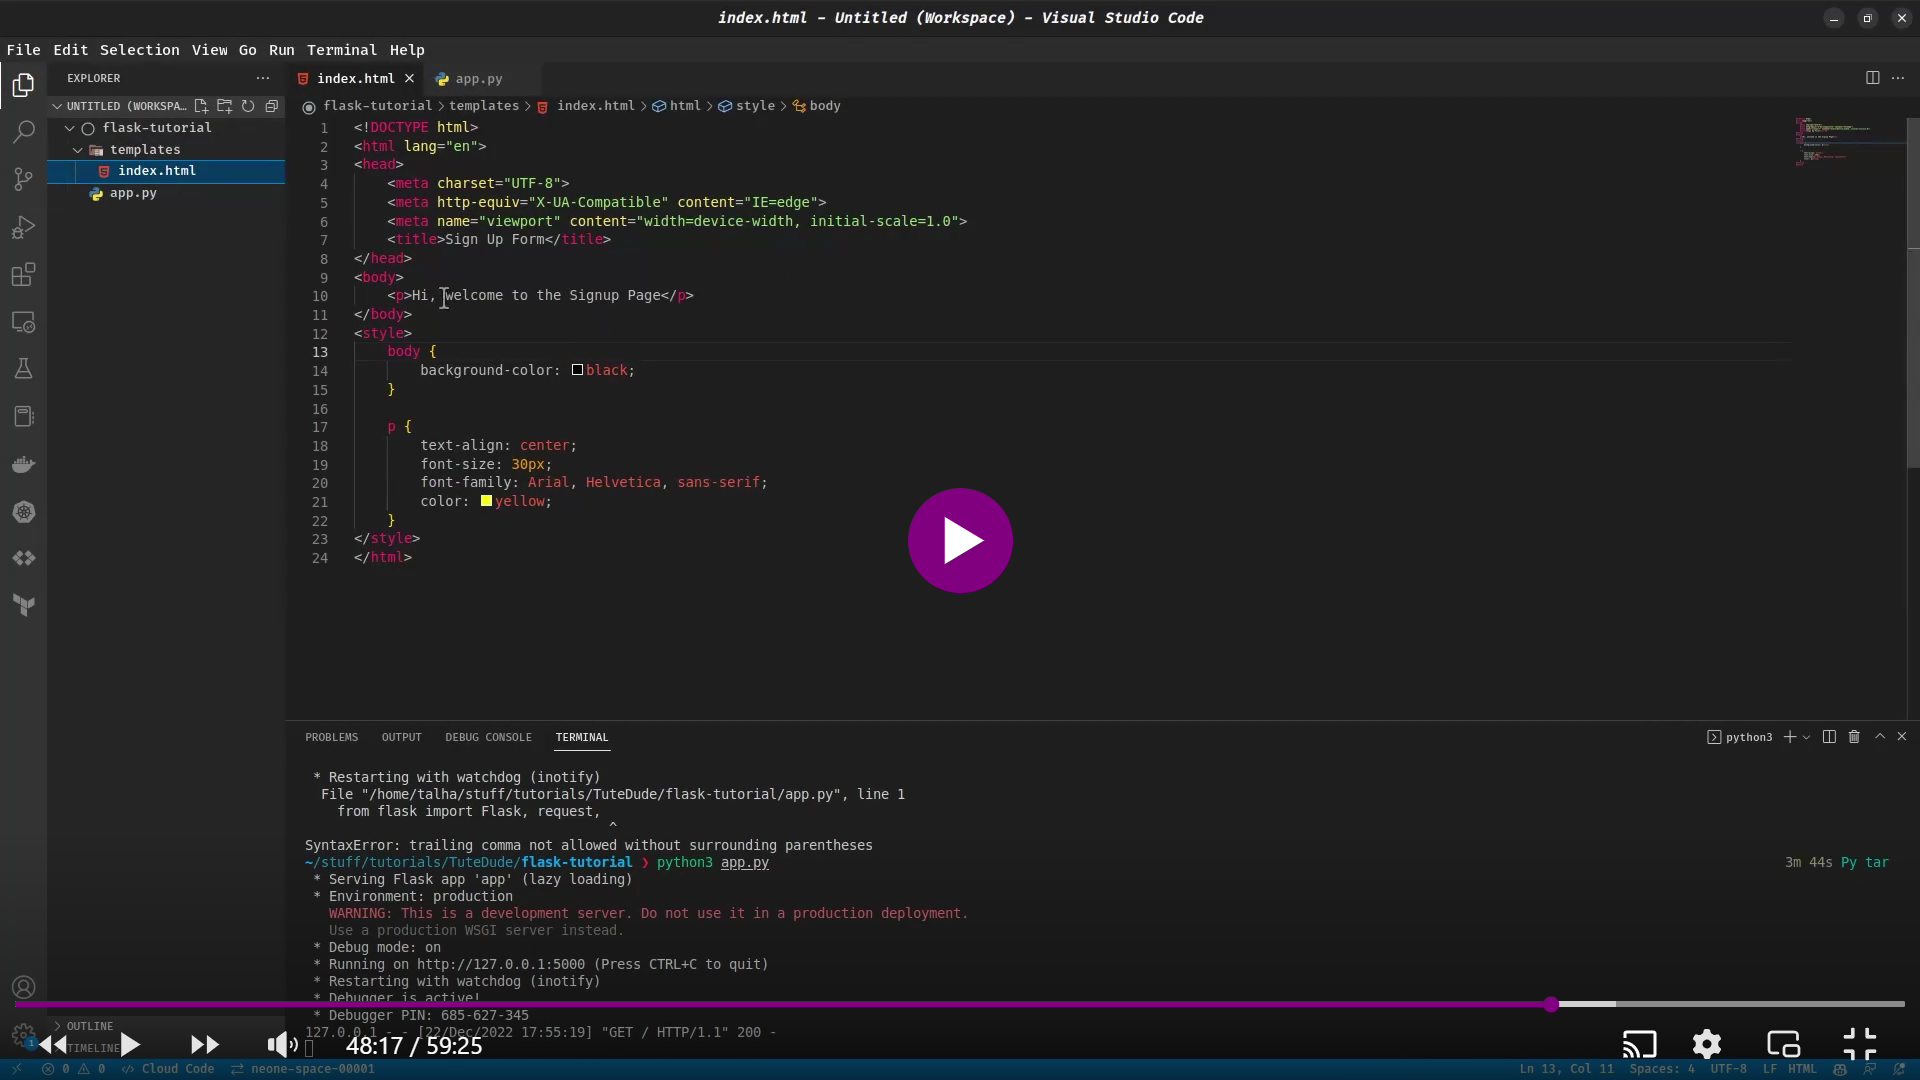 index.html - Untitled (Workspace) - Visual Studio Code
File Edit Selection View Go Run Terminal Help
EXPLORER
UNTITLED (WORKSPA...
flask-tutorial
templates
index.html
app.py
index.html app.py
flask-tutorial > templates > index.html > html > style > body
1 <!DOCTYPE html>
2 <html lang="en">
3 <head>
4 <meta charset="UTF-8">
5 <meta http-equiv="X-UA-Compatible" content="IE=edge">
6 <meta name="viewport" content="width=device-width, initial-scale=1.0">
7 <title>Sign Up Form</title>
8 </head>
9 <body>
10 <p>Hi, welcome to the Signup Page</p>
11 </body>
12 <style>
13 body {
14 background-color: black;
15 }
16
17 p {
18 text-align: center;
19 font-size: 30px;
20 font-family: Arial, Helvetica, sans-serif;
21 color: yellow;
22 }
23 </style>
24 </html>
PROBLEMS OUTPUT DEBUG CONSOLE TERMINAL
python3
* Restarting with watchdog (inotify)
File "/home/talha/stuff/tutorials/TuteDude/flask-tutorial/app.py", line 1
from flask import Flask, request,
^
SyntaxError: trailing comma not allowed without surrounding parentheses
~/stuff/tutorials/TuteDude/flask-tutorial ❯ python3 app.py 3m 44s Py tar
* Serving Flask app 'app' (lazy loading)
* Environment: production
WARNING: This is a development server. Do not use it in a production deployment.
Use a production WSGI server instead.
* Debug mode: on
* Running on http://127.0.0.1:5000 (Press CTRL+C to quit)
* Restarting with watchdog (inotify)
* Debugger is active!
* Debugger PIN: 685-627-345
127.0.0.1 - - [22/Dec/2022 17:55:19] "GET / HTTP/1.1" 200 -
OUTLINE
TIMELINE
1
48:17 / 59:25
0 0 Cloud Code neone-space-00001
Ln 13, Col 11 Spaces: 4 UTF-8 LF HTML